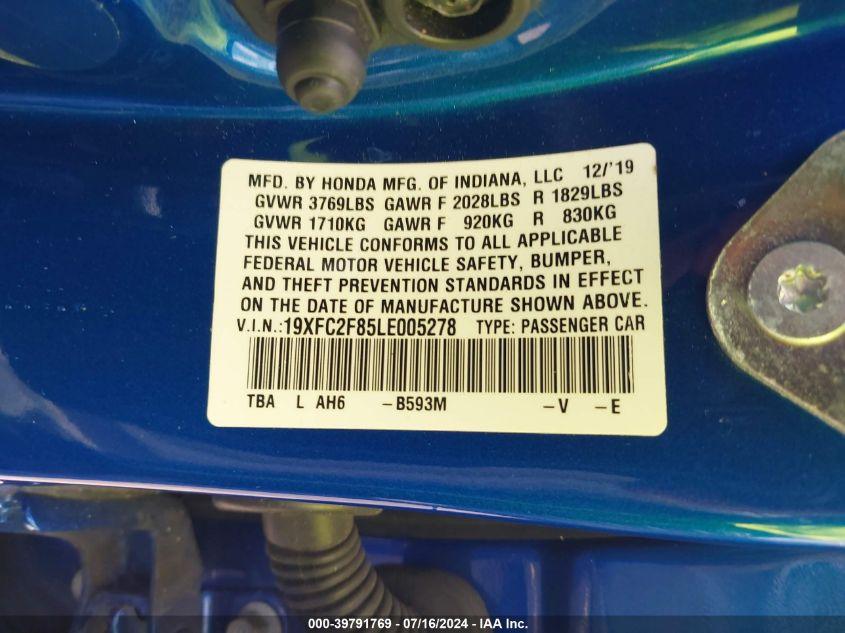 MFD. BY HONDA MFG. OF INDIANA, LLC 12/'19
GVWR 3769LBS GAWR F 2028LBS R 1829LBS
GVWR 1710KG GAWR F 920KG R 830KG
THIS VEHICLE CONFORMS TO ALL APPLICABLE
FEDERAL MOTOR VEHICLE SAFETY, BUMPER,
AND THEFT PREVENTION STANDARDS IN EFFECT
ON THE DATE OF MANUFACTURE SHOWN ABOVE.
V.I.N.:19XFC2F85LE005278 TYPE: PASSENGER CAR
TBA L AH6 -B593M -V -E
000-39791769 / 07/16/2024 - IAAI.com